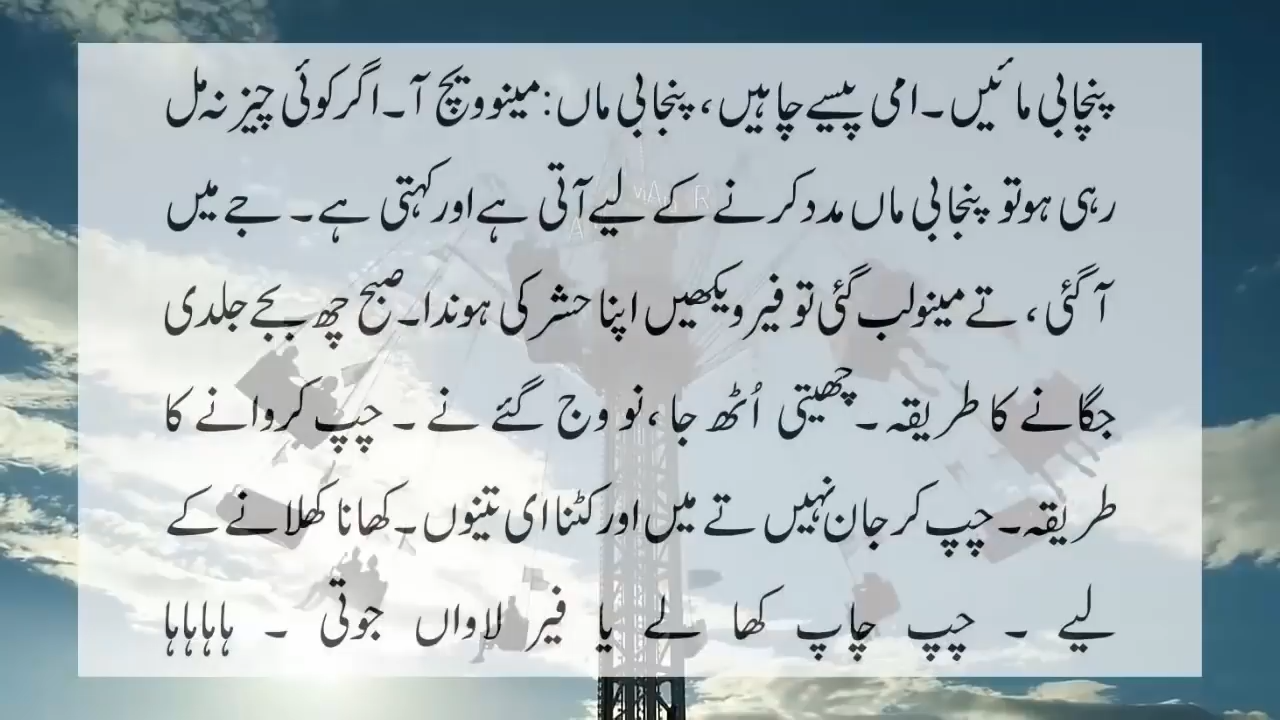 پنجابی مائیں۔ امی پیسے چاہیں، پنجابی ماں: مینو ویچ آ۔ اگر کوئی چیز نہ مل
رہی ہو تو پنجابی ماں مدد کرنے کے لیے آتی ہے اور کہتی ہے۔ جے میں
آ گئی، تے مینو لب گئی تو فیر ویکھیں اپنا حشر کی ہوندا۔ صبح چھ بجے جلدی
جگانے کا طریقہ۔ چھیتی اُٹھ جا، نو وج گئے نے۔ چپ کروانے کا
طریقہ۔ چپ کر جان نہیں تے میں اور کٹنا ای تینوں۔ کھانا کھلانے کے
لیے۔ چپ چاپ کھا لے یا فیر لاواں جوتی۔ ہاہاہاہا